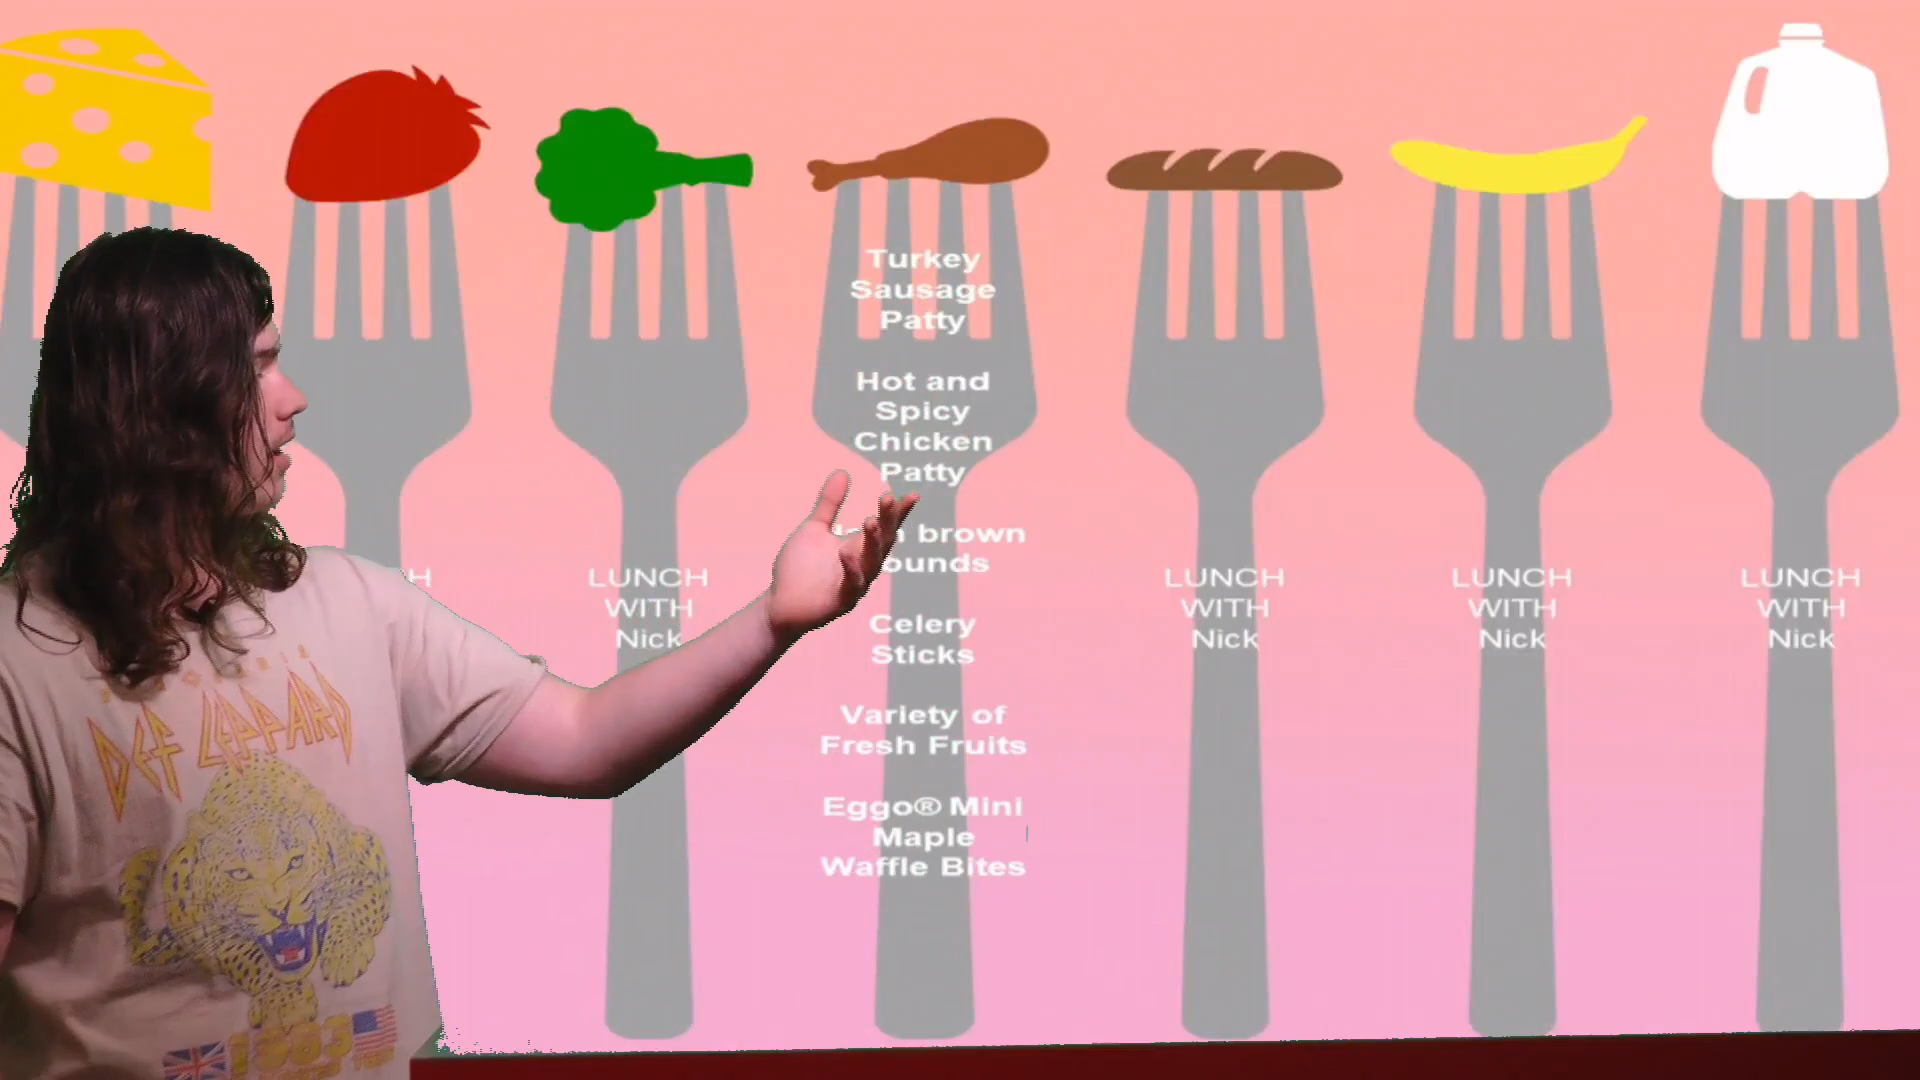 Turkey
Sausage
Patty
Hot and
Spicy
Chicken
Patty
brown
Celery
Sticks
Variety of
Fresh Fruits
Eggo® Mini
Maple
Waffle Bites
LUNCH
WITH
Nick
LUNCH
WITH
Nick
LUNCH
WITH
Nick
LUNCH
WITH
Nick
DEF LEPPARD
1983